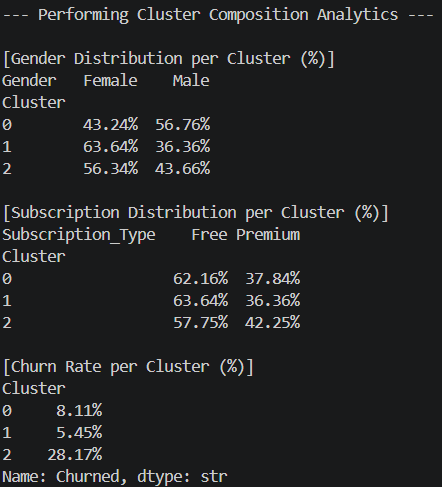 --- Performing Cluster Composition Analytics ---
[Gender Distribution per Cluster (%)]
Gender   Female    Male
Cluster
0        43.24%  56.76%
1        63.64%  36.36%
2        56.34%  43.66%
[Subscription Distribution per Cluster (%)]
Subscription_Type    Free Premium
Cluster
0                  62.16%  37.84%
1                  63.64%  36.36%
2                  57.75%  42.25%
[Churn Rate per Cluster (%)]
Cluster
0     8.11%
1     5.45%
2    28.17%
Name: Churned, dtype: str